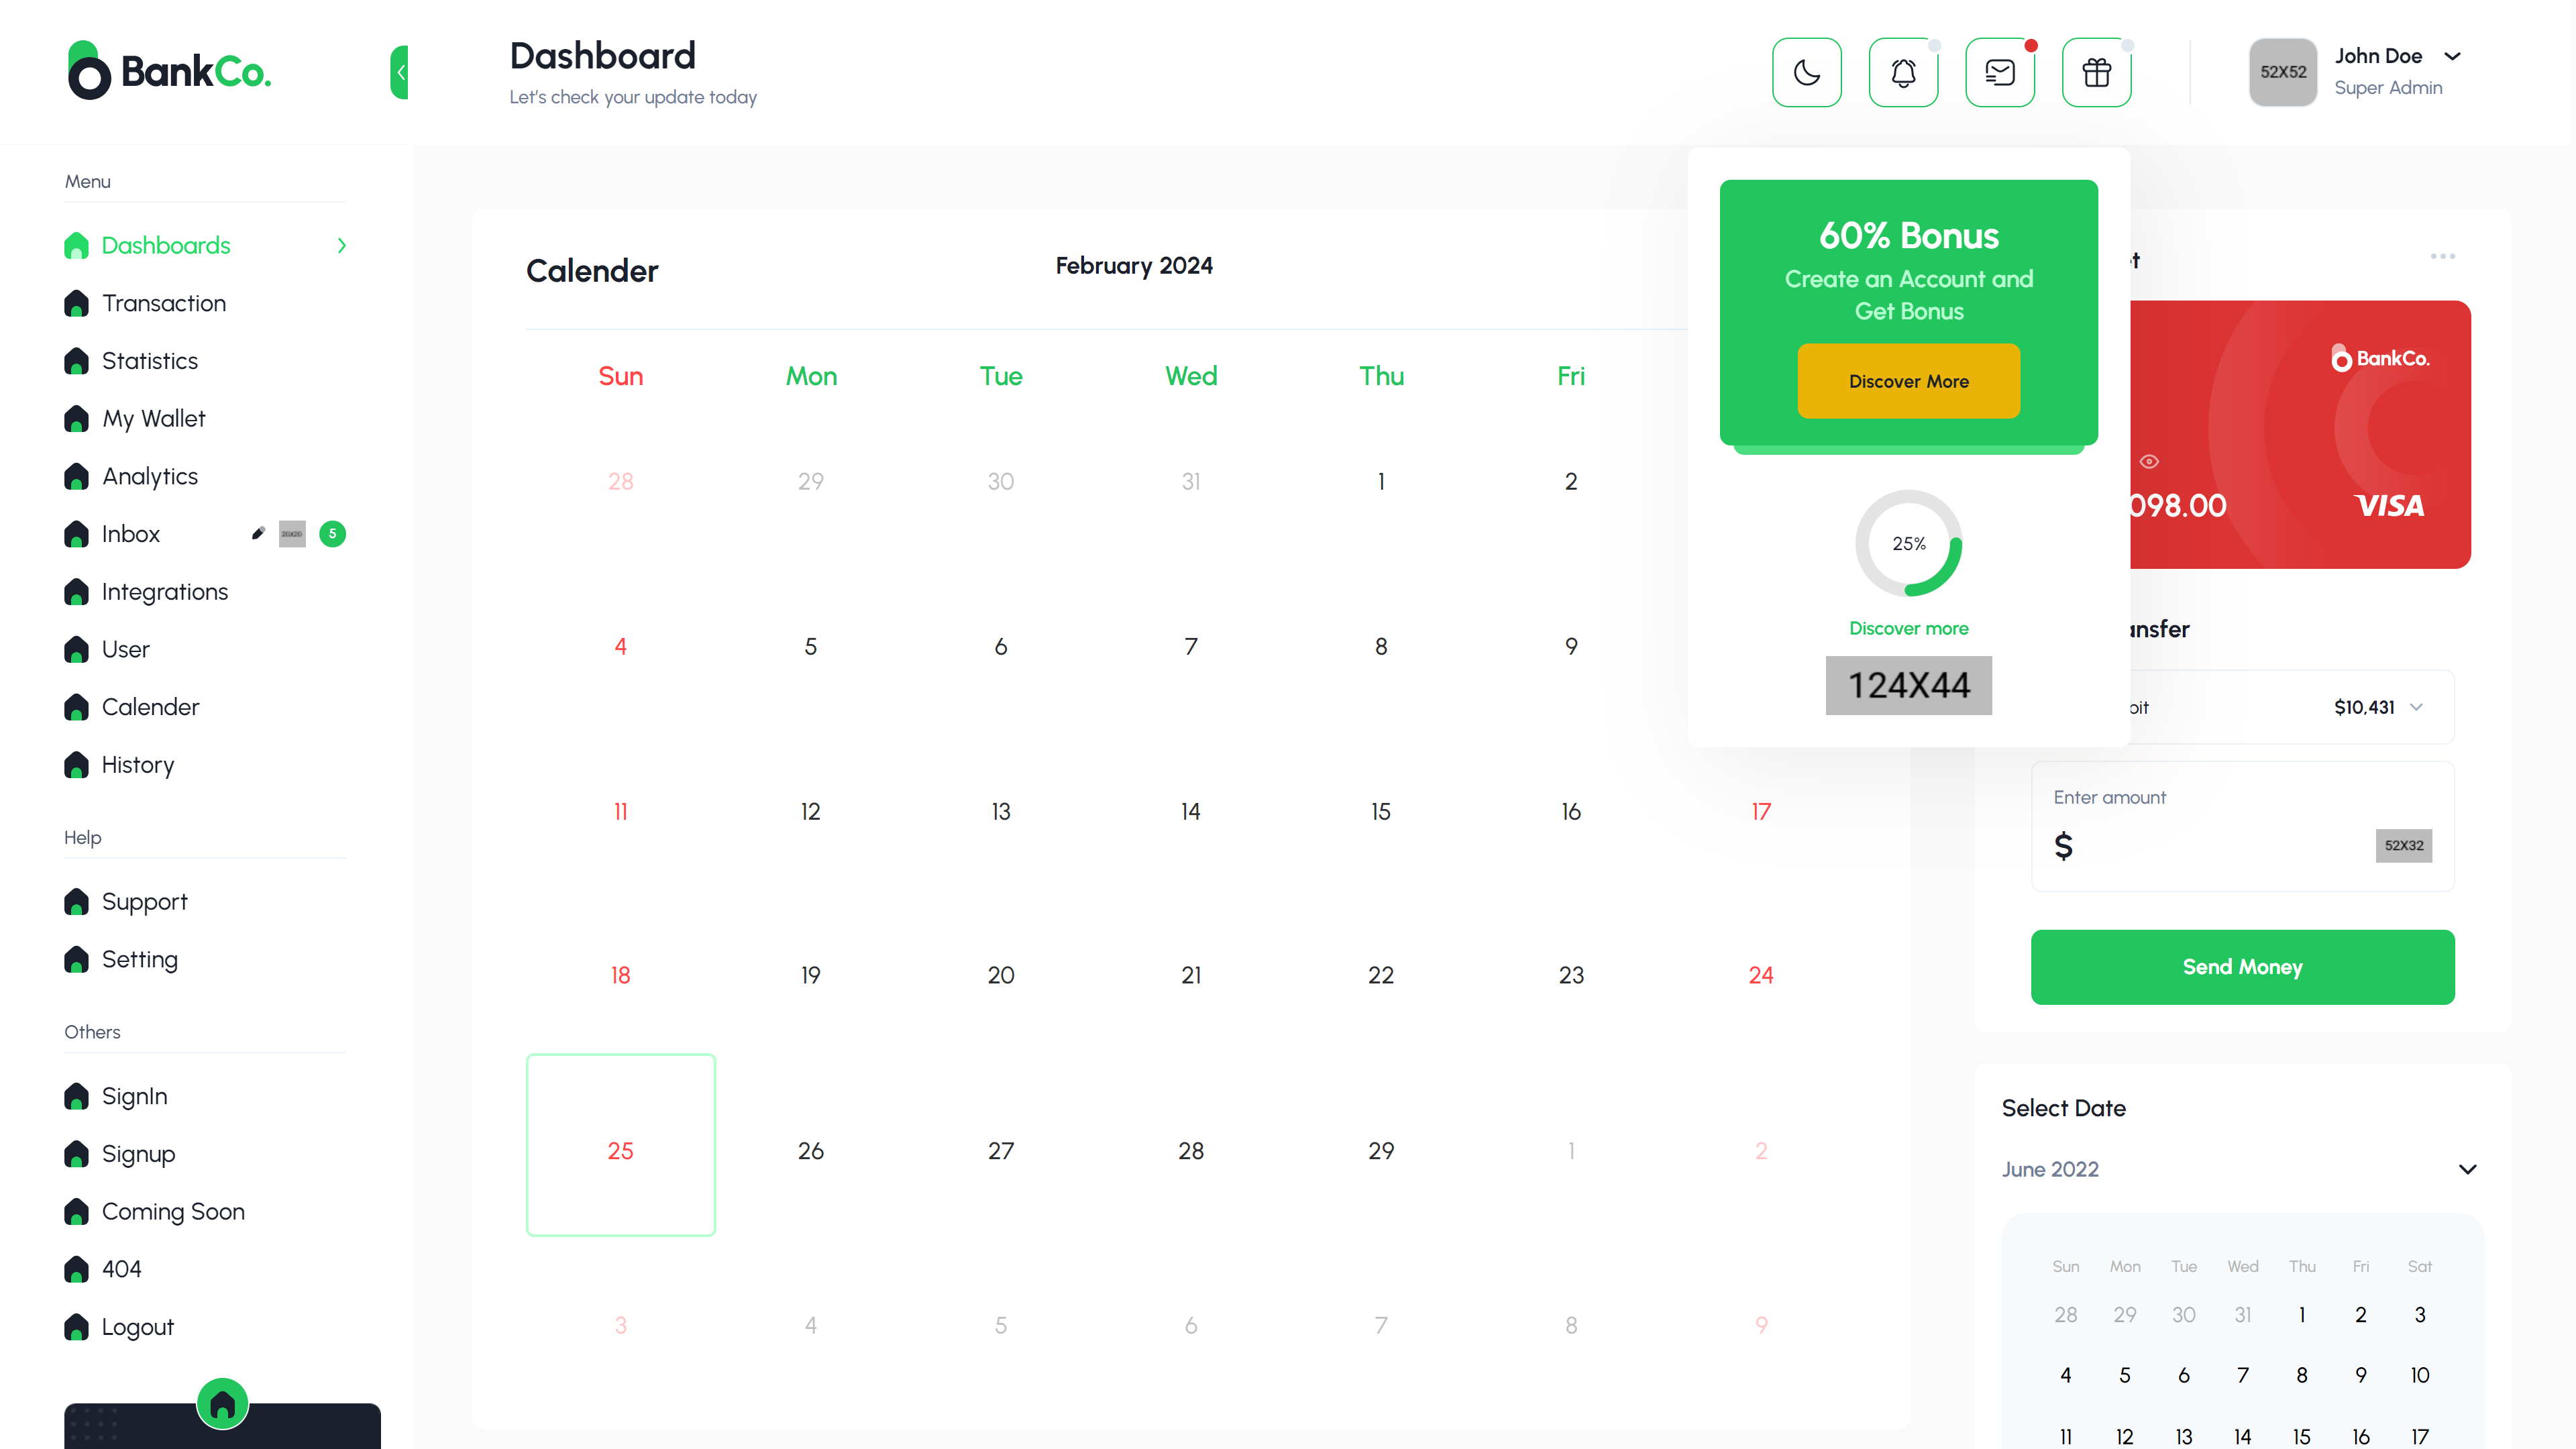 BankCo.
Dashboard
Let's check your update today
52X52
John Doe
Super Admin
Menu
Dashboards
Transaction
Statistics
My Wallet
Analytics
Inbox
20X20
5
Integrations
User
Calender
History
Help
Support
Setting
Others
SignIn
Signup
Coming Soon
404
Logout
Calender
February 2024
Sun Mon Tue Wed Thu Fri
28 29 30 31 1 2
4 5 6 7 8 9
11 12 13 14 15 16 17
18 19 20 21 22 23 24
25 26 27 28 29 1 2
3 4 5 6 7 8 9
60% Bonus
Create an Account and
Get Bonus
Discover More
25%
Discover more
124X44
BankCo.
098.00
VISA
$10,431
Enter amount
$
52X32
Send Money
Select Date
June 2022
Sun Mon Tue Wed Thu Fri Sat
28 29 30 31 1 2 3
4 5 6 7 8 9 10
11 12 13 14 15 16 17